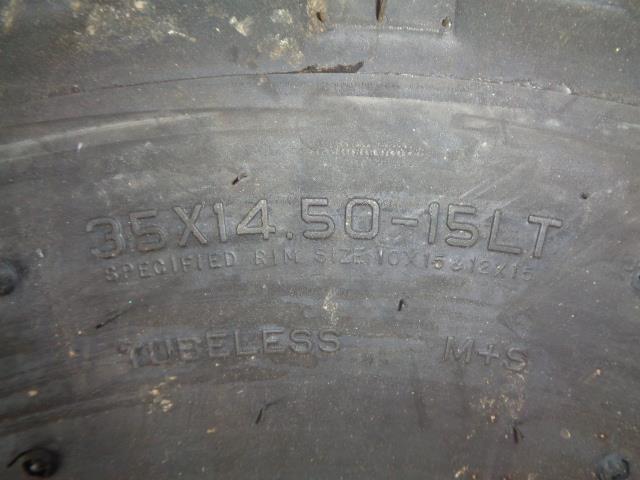 35X14.50-15LT
SPECIFIED RIM SIZE 10X15 & 12X15
TUBELESS M+S